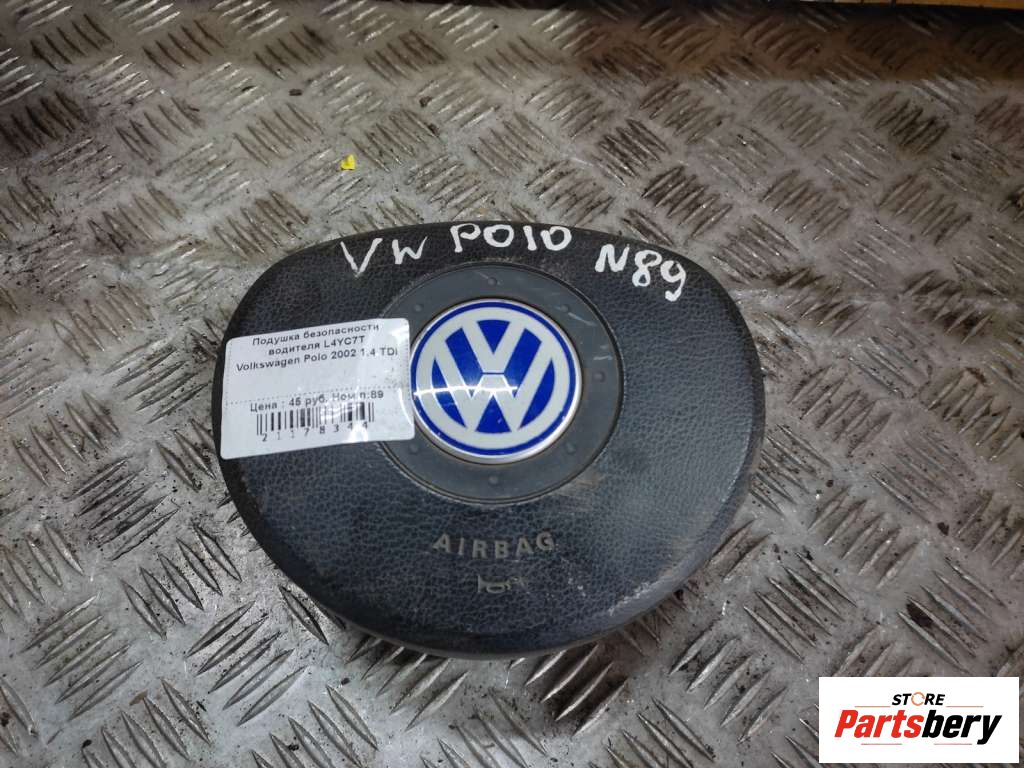 VW POLO N89
Подушка безопасности
водителя L4YC7T
Volkswagen Polo 2002 1.4 TDi
Цена : 45 руб. Ном.п:89
21178344
AIRBAG
STORE
Partsbery